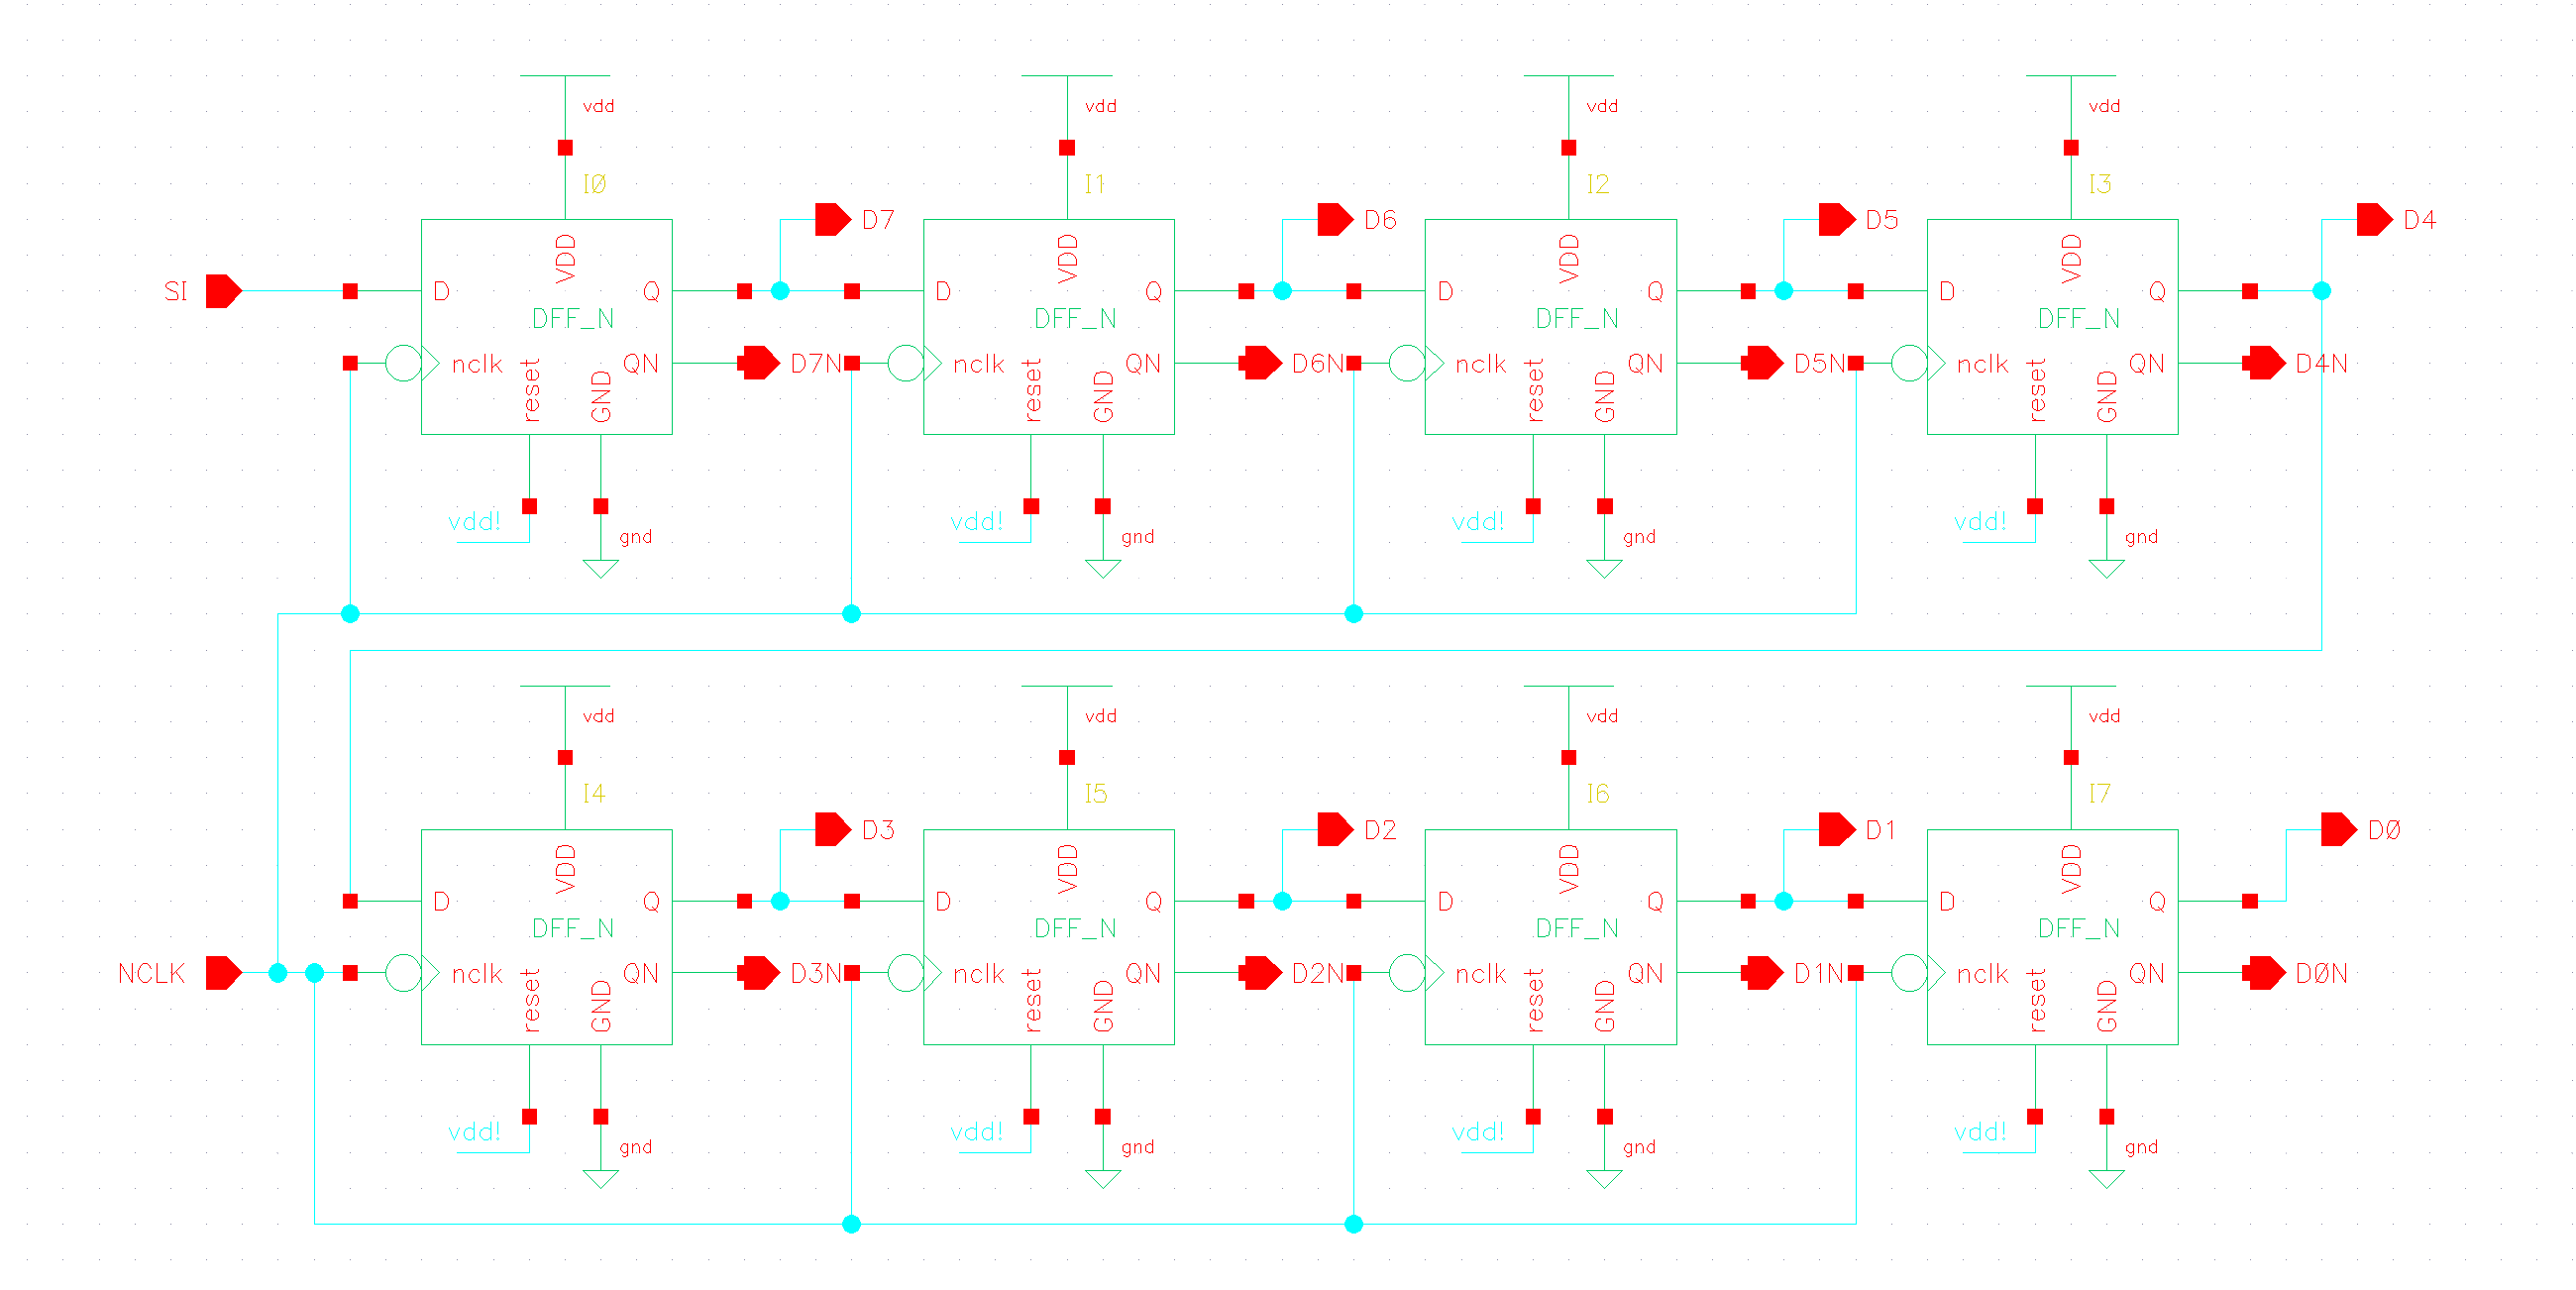 vdd vdd vdd vdd
I0 I1 I2 I3
D7 D6 D5 D4
VDD VDD VDD VDD
SI D Q D Q D Q D Q
DFF_N DFF_N DFF_N DFF_N
nclk QN D7N nclk QN D6N nclk QN D5N nclk QN D4N
reset GND reset GND reset GND reset GND
vdd! gnd vdd! gnd vdd! gnd vdd! gnd
vdd vdd vdd vdd
I4 I5 I6 I7
D3 D2 D1 D0
VDD VDD VDD VDD
D Q D Q D Q D Q
DFF_N DFF_N DFF_N DFF_N
NCLK nclk QN D3N nclk QN D2N nclk QN D1N nclk QN D0N
reset GND reset GND reset GND reset GND
vdd! gnd vdd! gnd vdd! gnd vdd! gnd